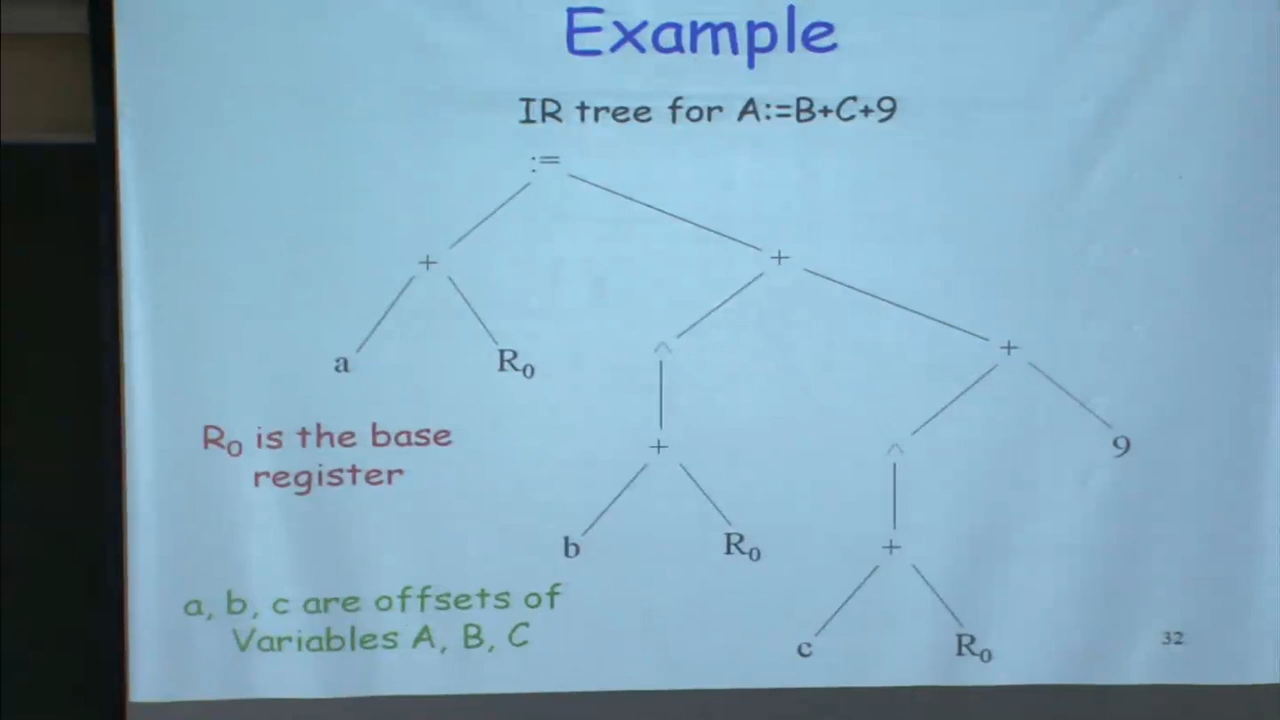 Example
IR tree for A:=B+C+9
:=
+ +
a R₀ ^ +
R₀ is the base
register
+ ^ 9
b R₀ +
a, b, c are offsets of
Variables A, B, C
c R₀ 32